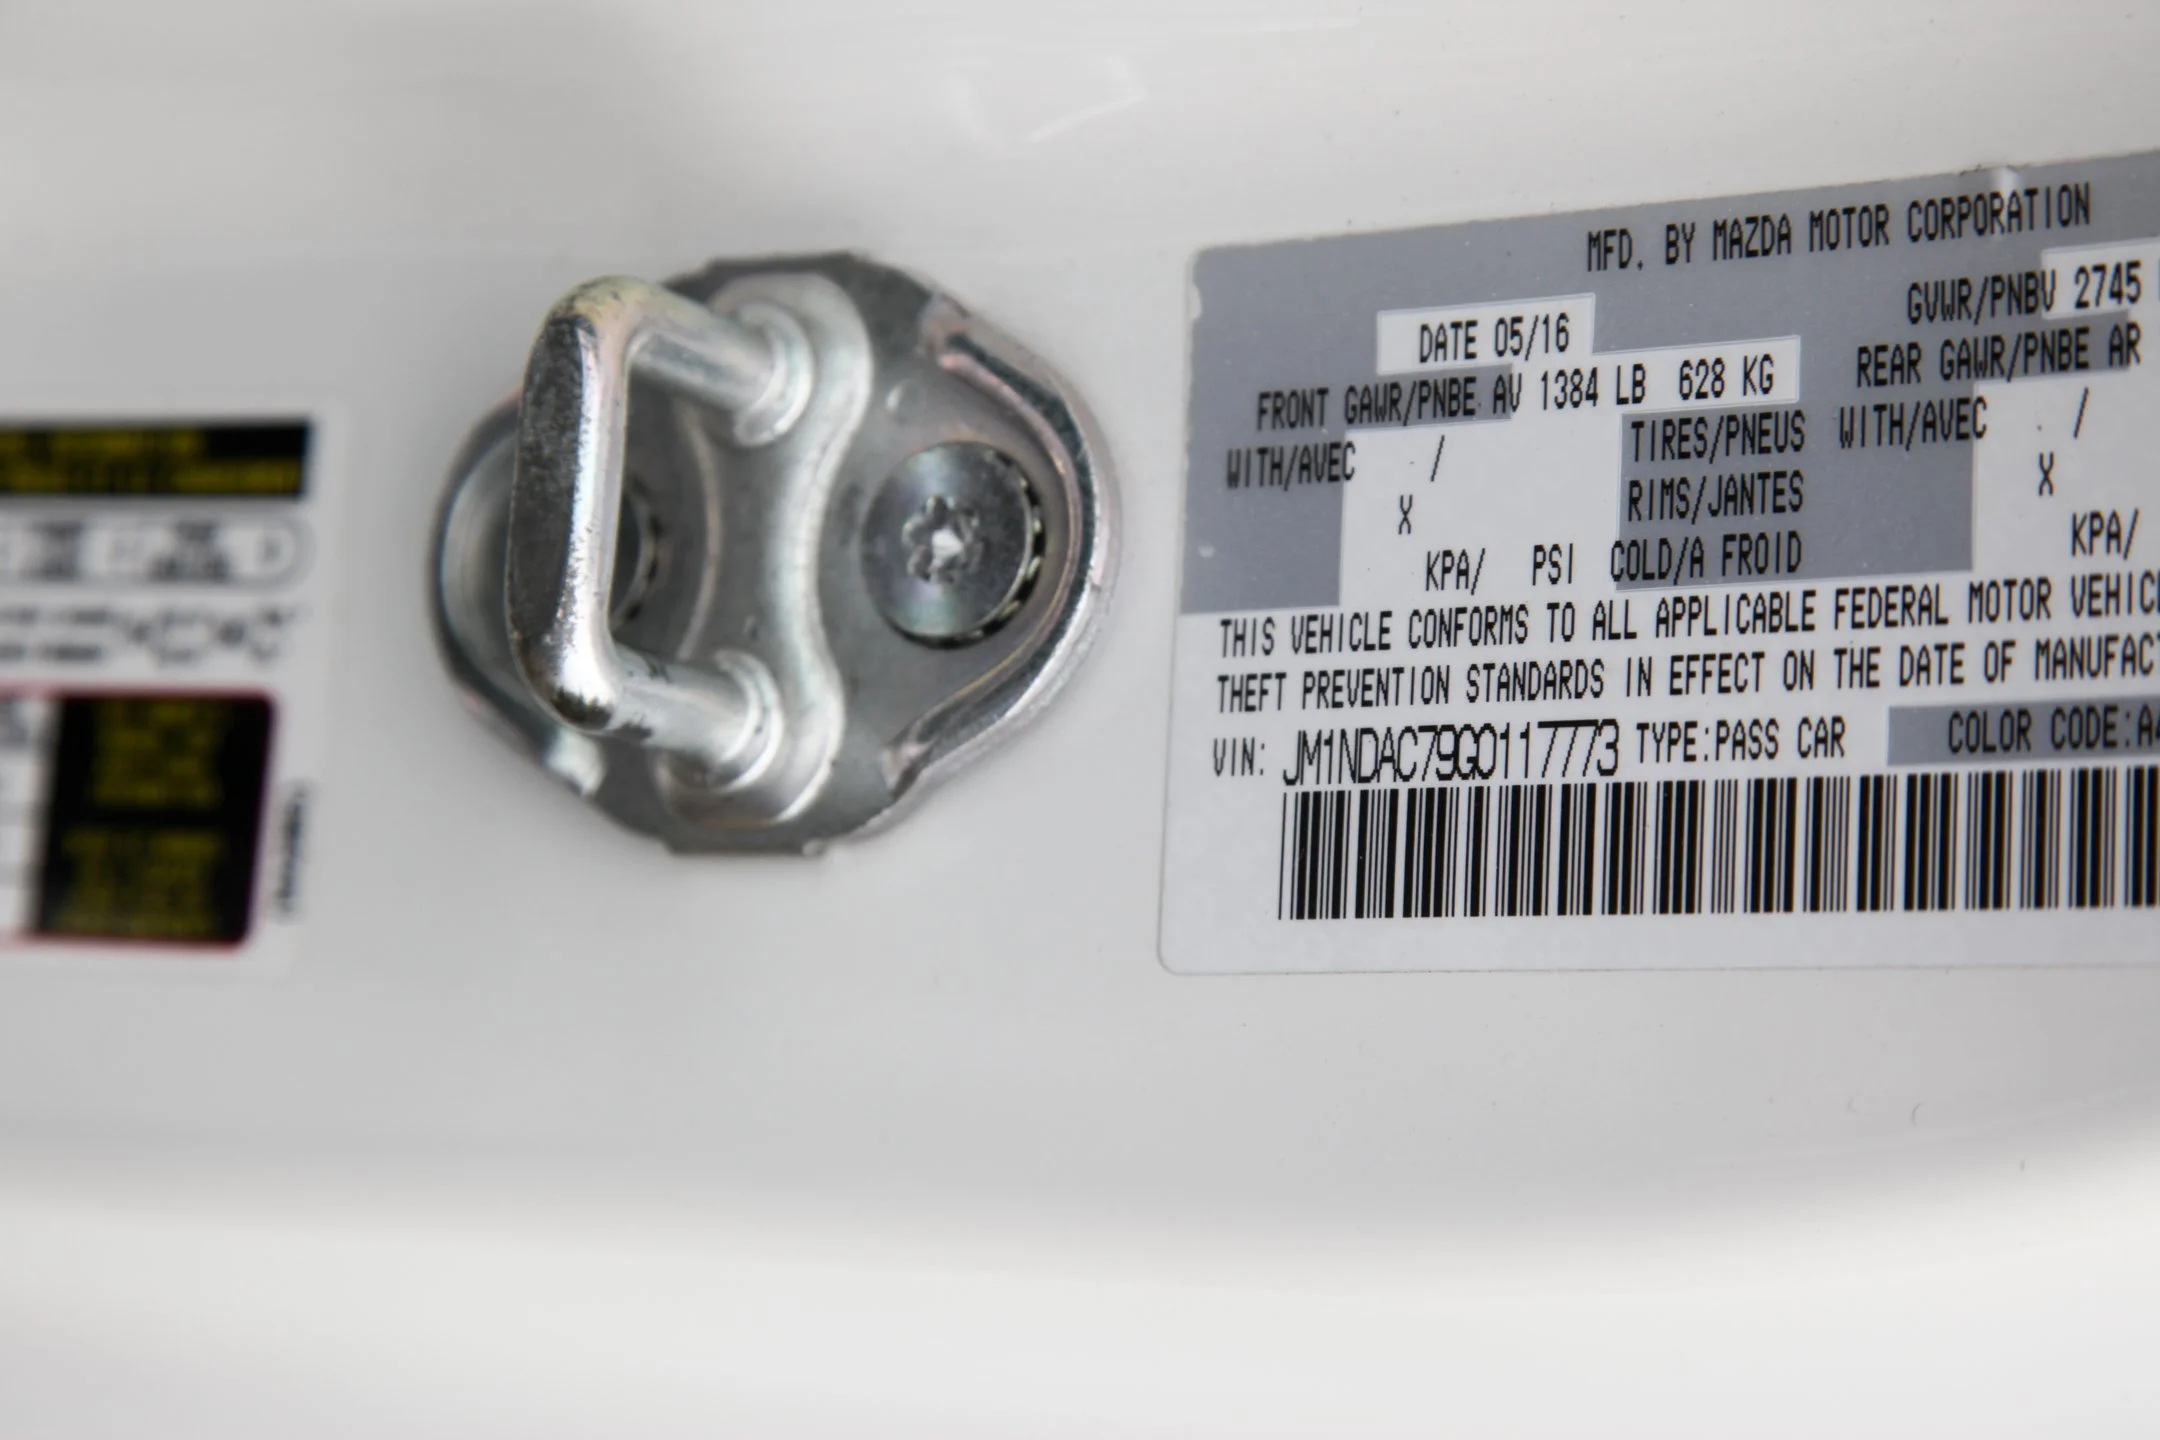 MFD. BY MAZDA MOTOR CORPORATION
DATE 05/16 GVWR/PNBV 2745
FRONT GAWR/PNBE AV 1384 LB 628 KG REAR GAWR/PNBE AR
WITH/AVEC / TIRES/PNEUS WITH/AVEC /
X RIMS/JANTES X
KPA/ PSI COLD/A FROID KPA/
THIS VEHICLE CONFORMS TO ALL APPLICABLE FEDERAL MOTOR VEHIC
THEFT PREVENTION STANDARDS IN EFFECT ON THE DATE OF MANUFACT
VIN: JM1NDAC79G0117773 TYPE:PASS CAR COLOR CODE:A4